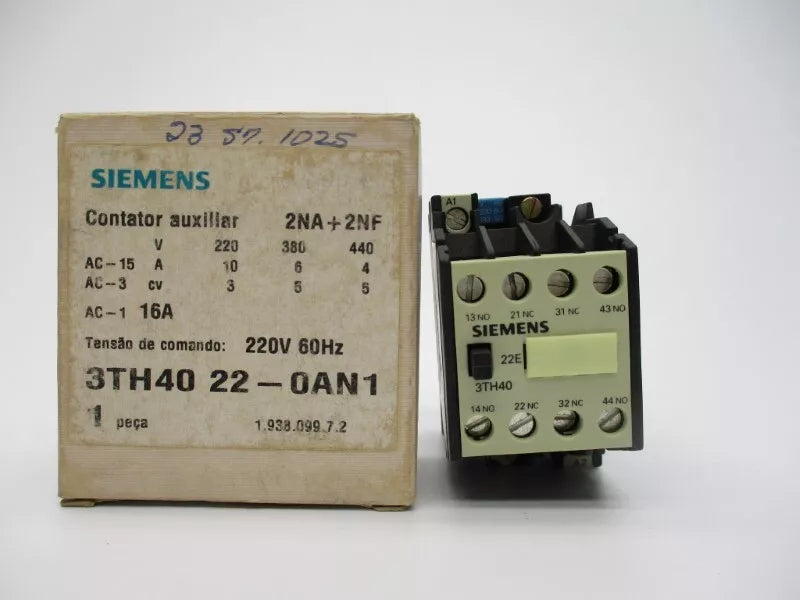 23 57. 1025
SIEMENS
Contator auxiliar 2NA+2NF
V 220 380 440
AC-15 A 10 6 4
AC-3 cv 3 5 5
AC-1 16A
Tensão de comando: 220V 60Hz
3TH40 22-0AN1
1 peça 1.938.099.7.2
A1
13 NO 21 NC 31 NC 43 NO
SIEMENS
22E
3TH40
14 NO 22 NC 32 NC 44 NO
A2